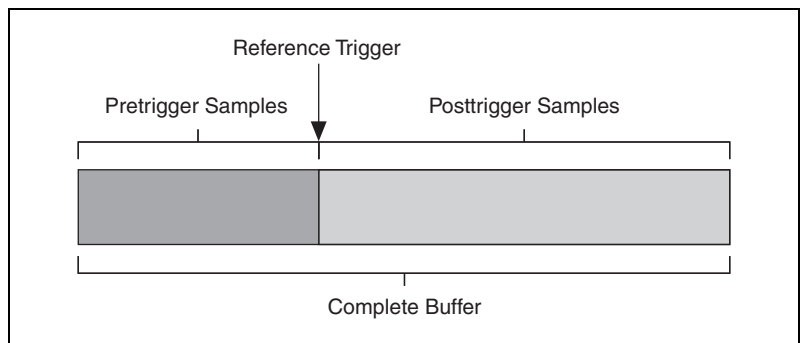 Reference Trigger
Pretrigger Samples
Posttrigger Samples
Complete Buffer